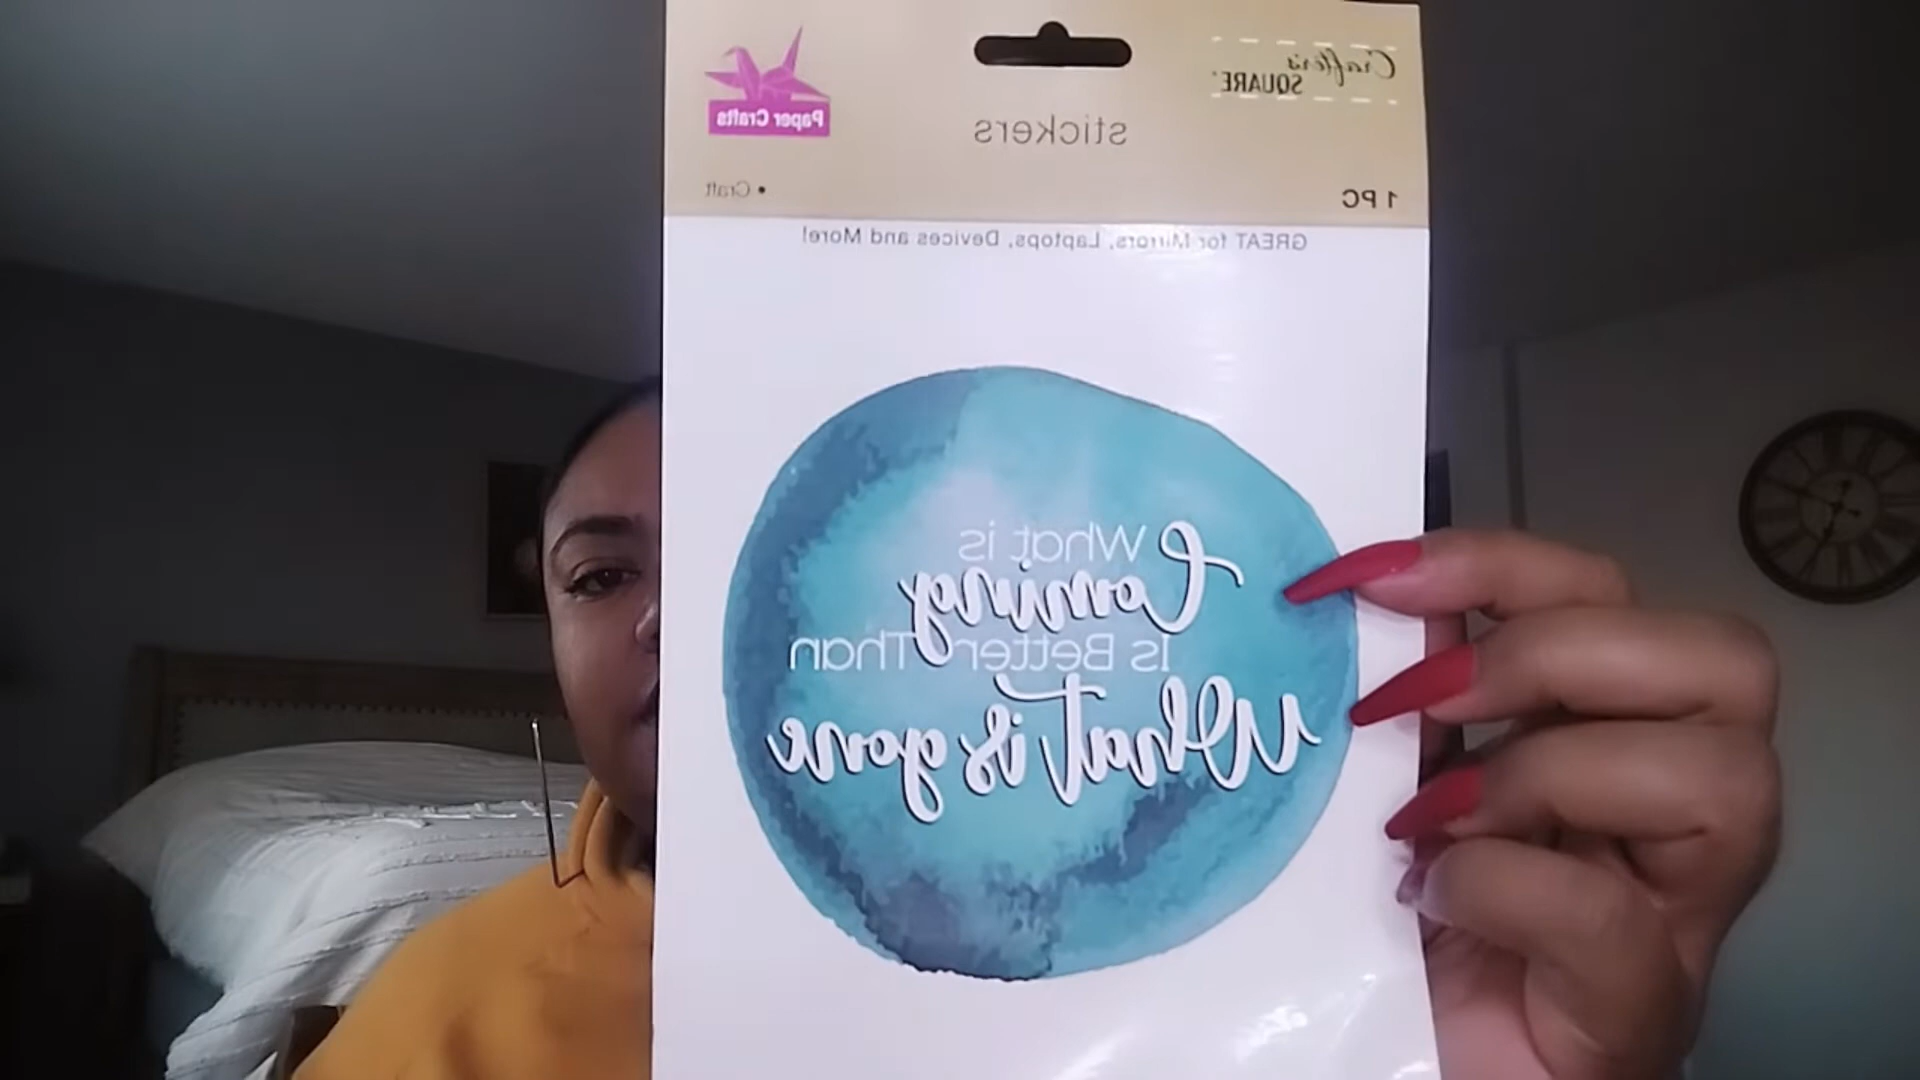 Crafter's
SQUARE
Paper Crafts
stickers
1 PC
• Craft
GREAT for Mirrors, Laptops, Devices and More!
What is
Coming
Is Better Than
What is gone